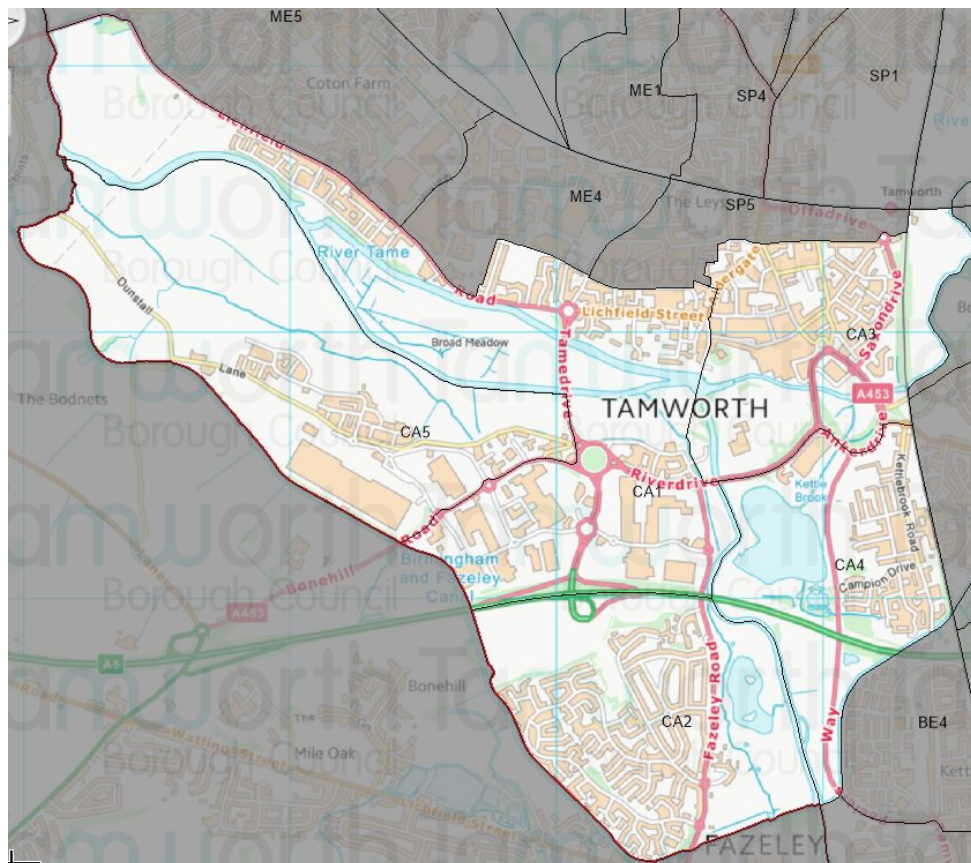 ME5
Tamworth
Borough Council
Coton Farm
ME1
SP4
SP1
Lichfield
ME4
The Leys
SP5
Offadrive
Tamworth
River Tame
Road
Lichfield Street
Aldergate
Saxondrive
CA3
Dunstall
Lane
Broad Meadow
Tamedrive
TAMWORTH
A453
Ankerdrive
The Bodnets
CA5
Riverdrive
CA1
Kettle
Brook
Kettlebrook Road
Road
Bonehill
Birmingham
and Fazeley
Canal
CA4
Campion Drive
A453
A5
Bonehill
The
Mile Oak
Watling Street
CA2
Fazeley Road
Way
BE4
Lichfield Street
FAZELEY